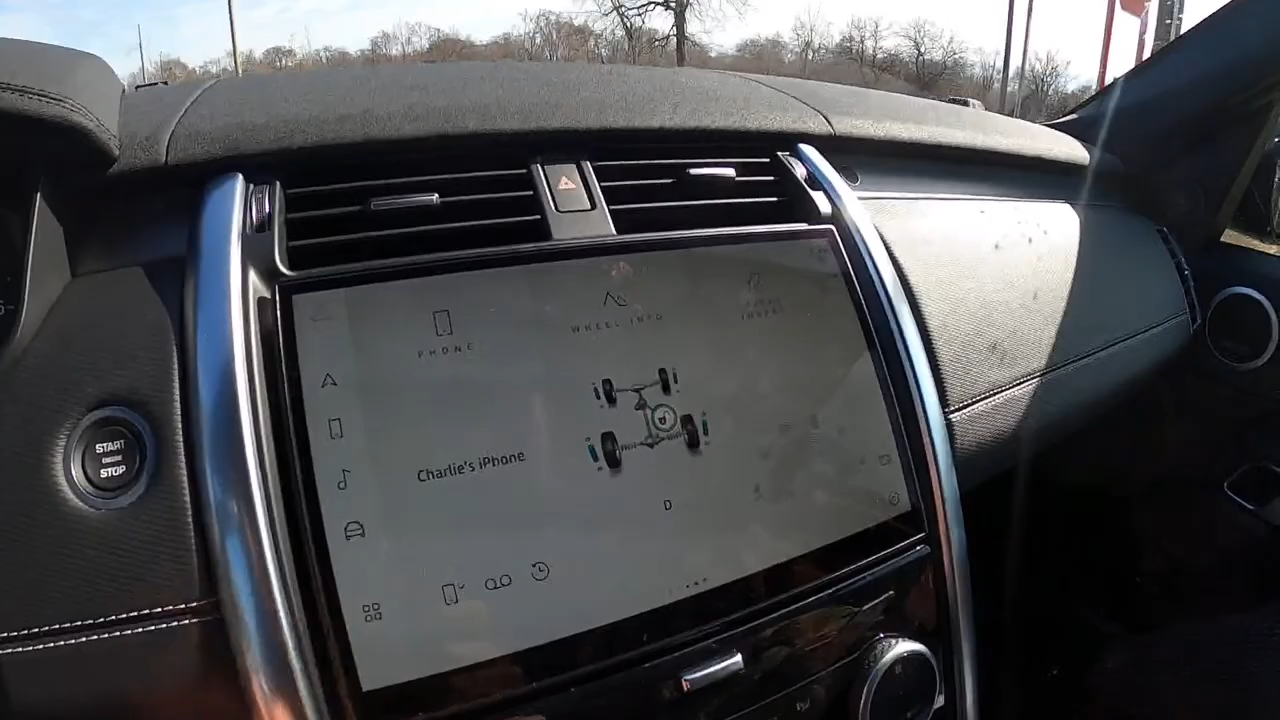 PHONE
WHEEL INFO
Charlie's iPhone
D
START
ENGINE
STOP